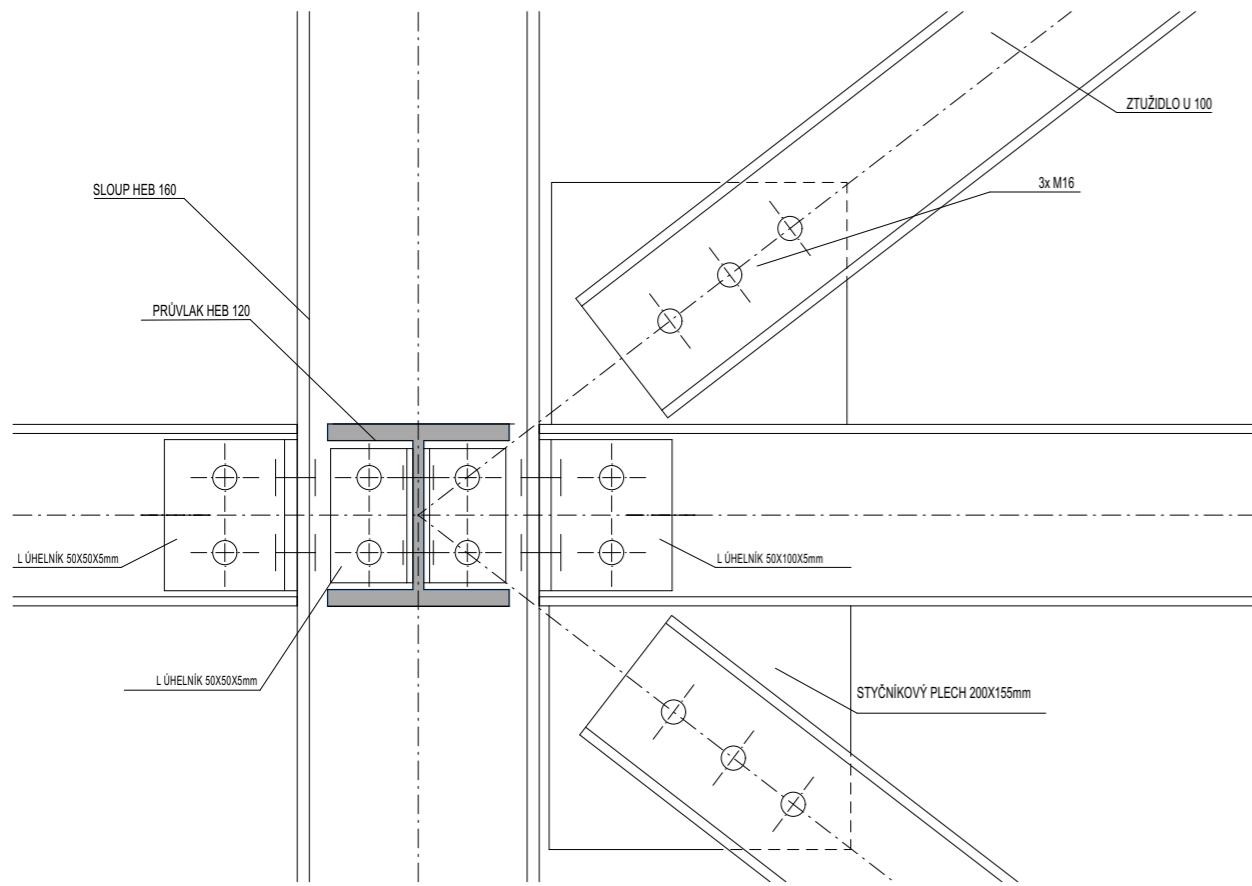 ZTUŽIDLO U 100
3x M16
SLOUP HEB 160
PRŮVLAK HEB 120
L ÚHELNÍK 50X50X5mm
L ÚHELNÍK 50X100X5mm
L ÚHELNÍK 50X50X5mm
STYČNÍKOVÝ PLECH 200X155mm